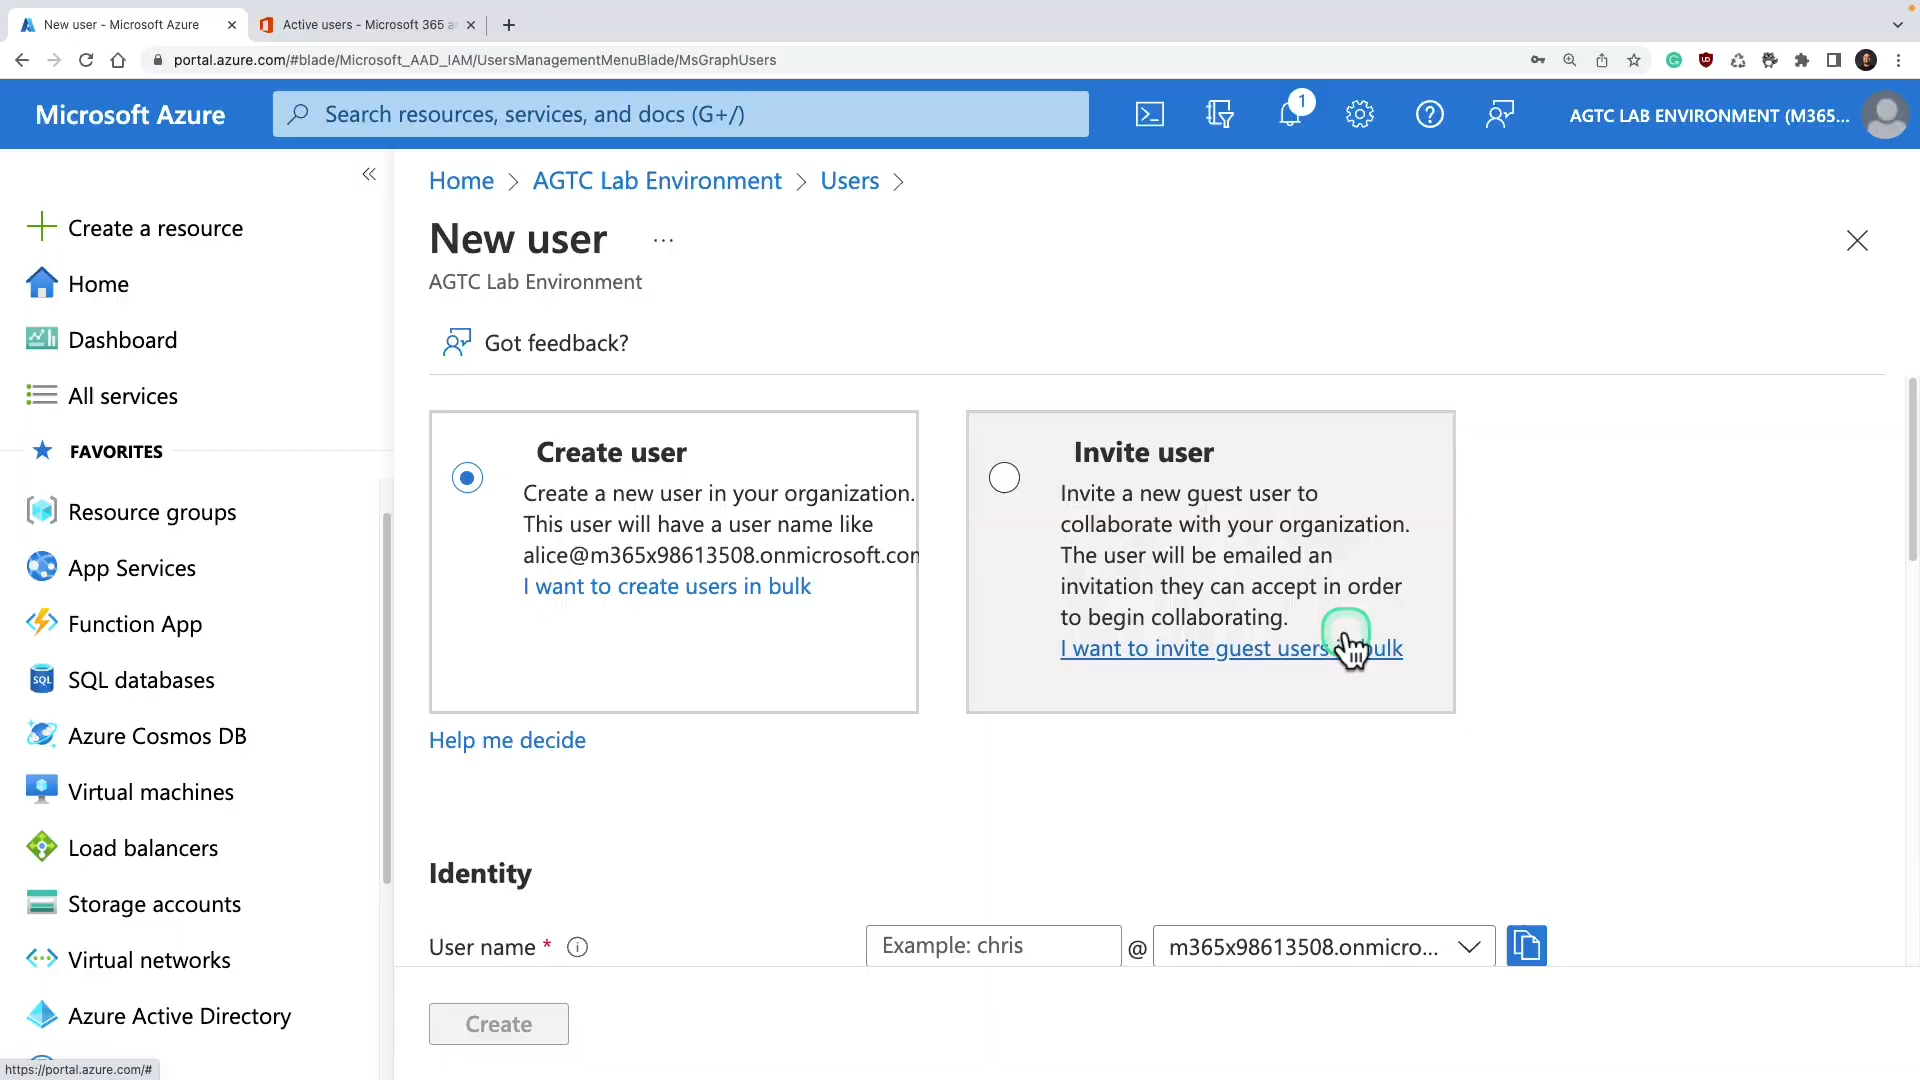 New user - Microsoft Azure
Active users - Microsoft 365 a
portal.azure.com/#blade/Microsoft_AAD_IAM/UsersManagementMenuBlade/MsGraphUsers
Microsoft Azure
Search resources, services, and docs (G+/)
1
AGTC LAB ENVIRONMENT (M365...
Create a resource
Home
Dashboard
All services
FAVORITES
Resource groups
App Services
Function App
SQL
SQL databases
Azure Cosmos DB
Virtual machines
Load balancers
Storage accounts
Virtual networks
Azure Active Directory
https://portal.azure.com/#
Home > AGTC Lab Environment > Users >
New user ...
AGTC Lab Environment
Got feedback?
Create user
Create a new user in your organization.
This user will have a user name like
alice@m365x98613508.onmicrosoft.com
I want to create users in bulk
Invite user
Invite a new guest user to
collaborate with your organization.
The user will be emailed an
invitation they can accept in order
to begin collaborating.
I want to invite guest users bulk
Help me decide
Identity
User name *
Example: chris
@
m365x98613508.onmicro...
Create